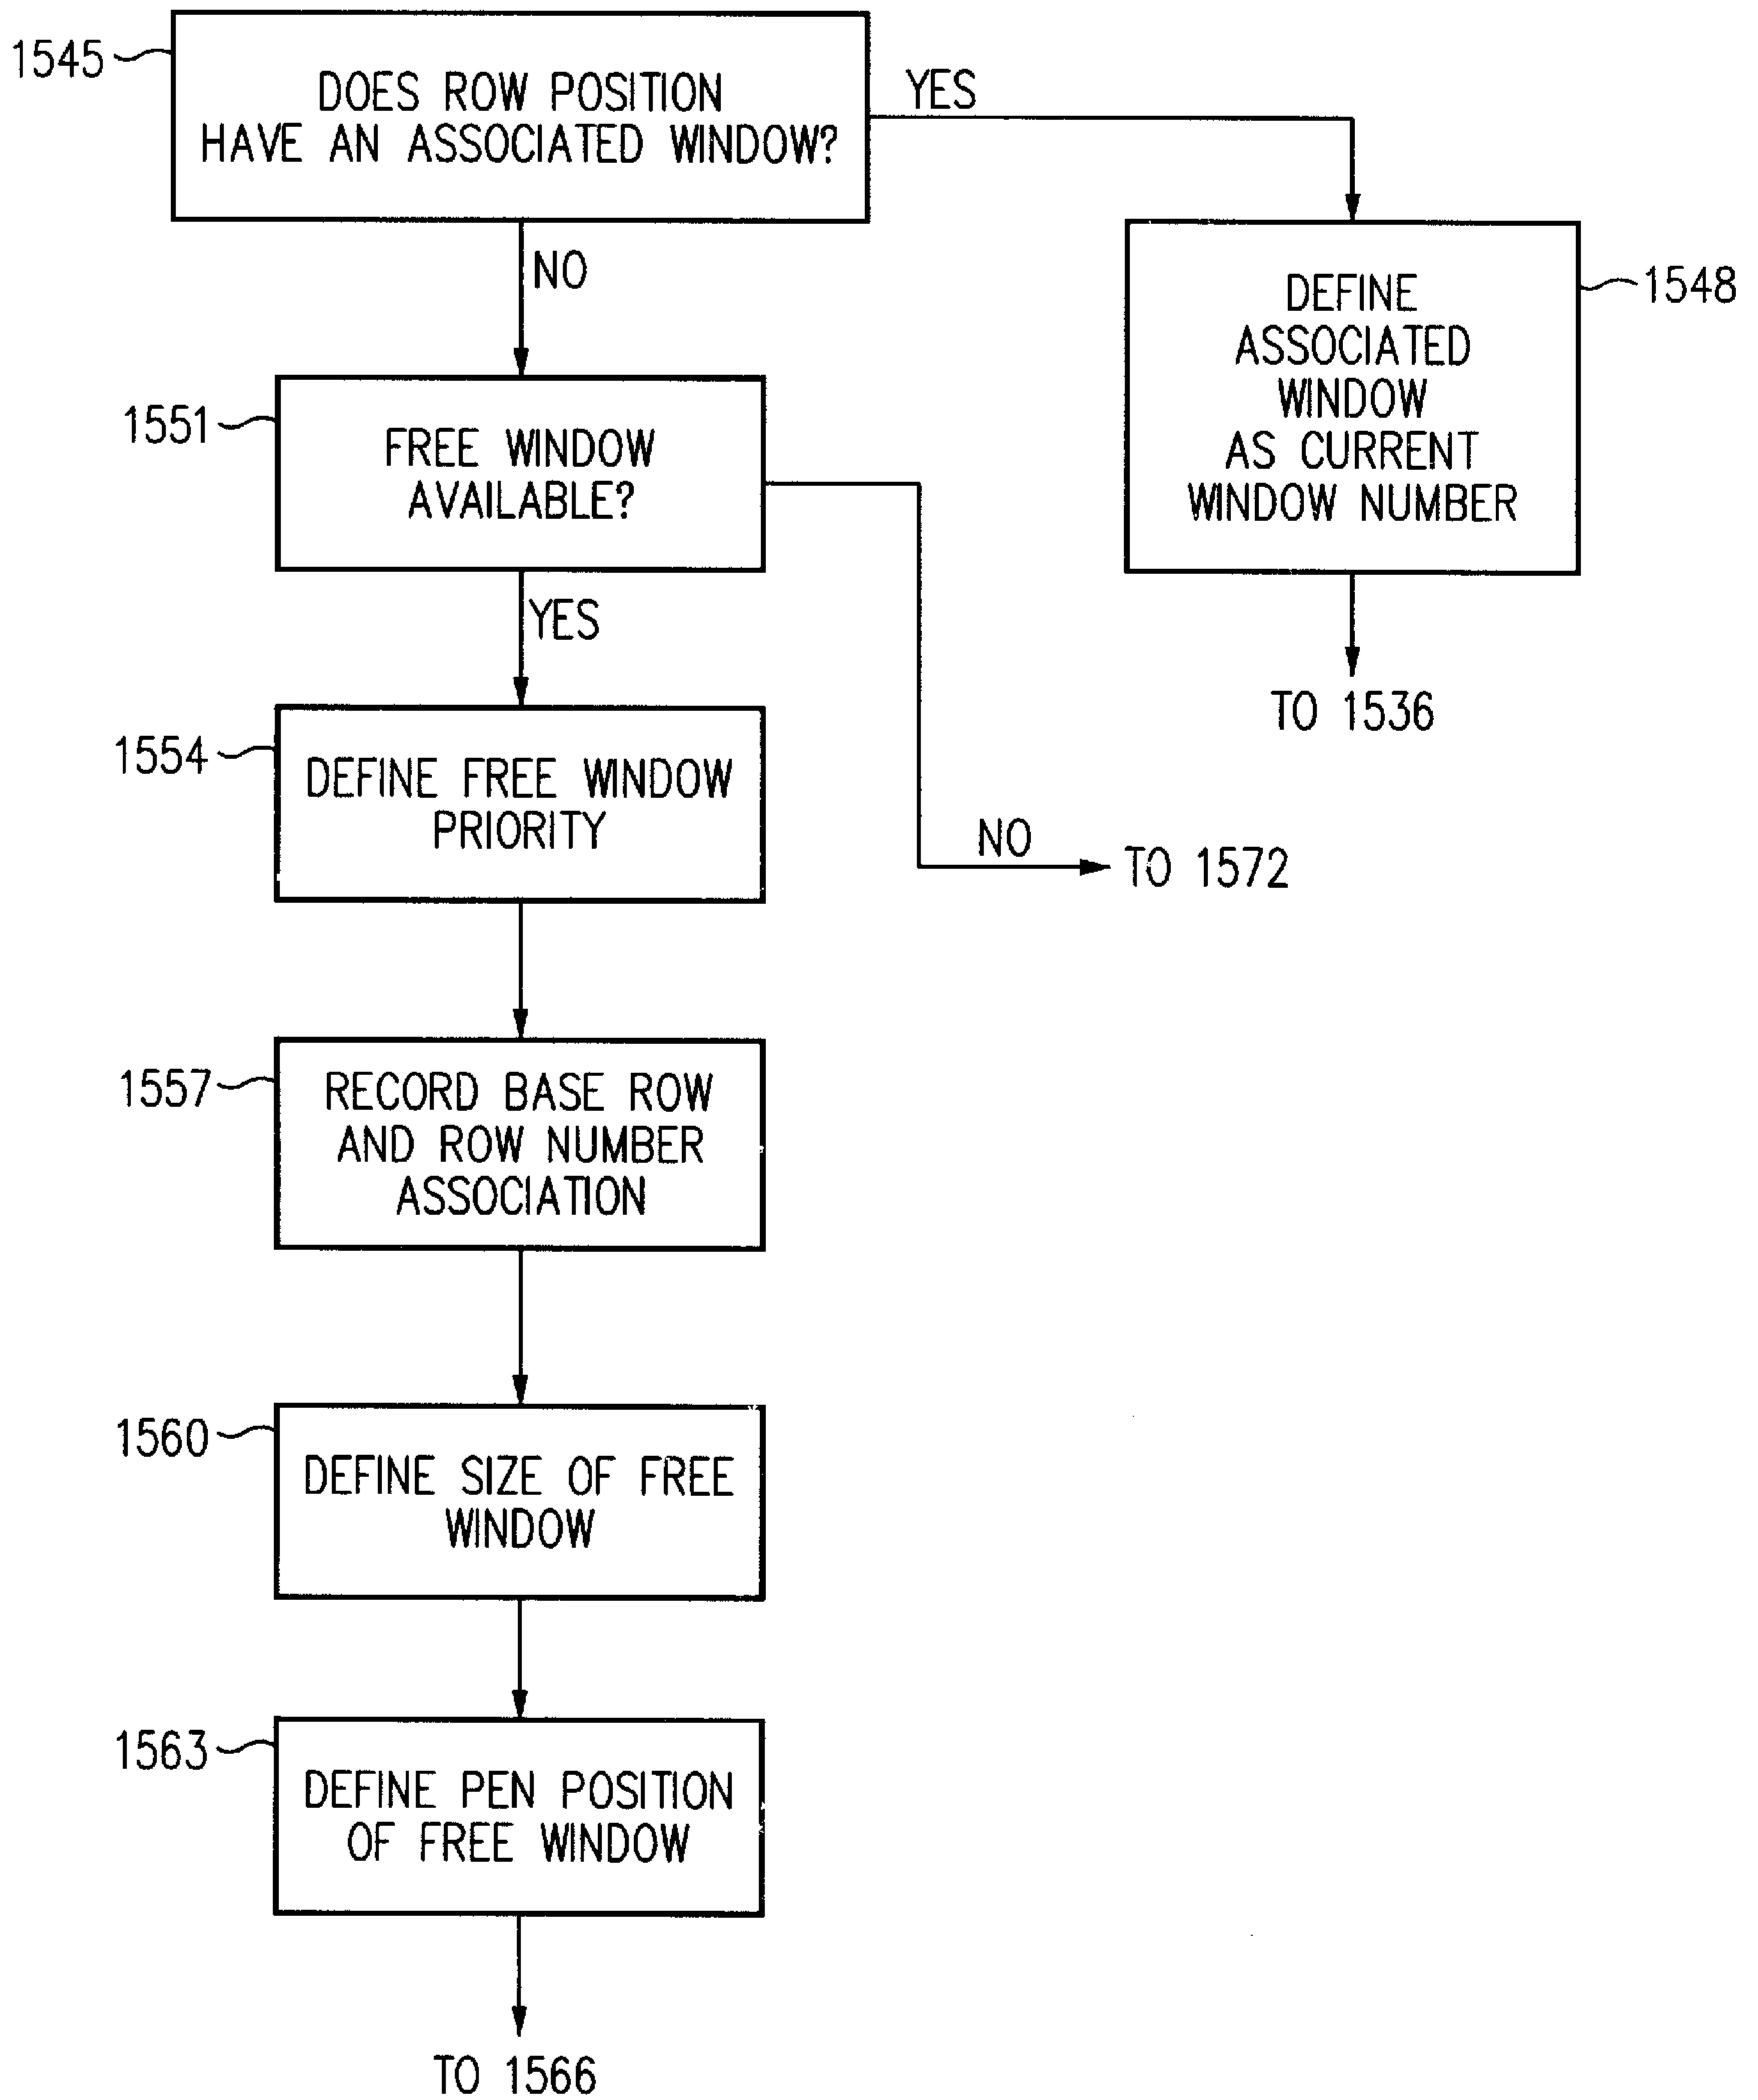 1545
DOES ROW POSITION
HAVE AN ASSOCIATED WINDOW?
YES
NO
DEFINE
ASSOCIATED
WINDOW
AS CURRENT
WINDOW NUMBER
1548
TO 1536
1551
FREE WINDOW
AVAILABLE?
YES
NO
TO 1572
1554
DEFINE FREE WINDOW
PRIORITY
1557
RECORD BASE ROW
AND ROW NUMBER
ASSOCIATION
1560
DEFINE SIZE OF FREE
WINDOW
1563
DEFINE PEN POSITION
OF FREE WINDOW
TO 1566